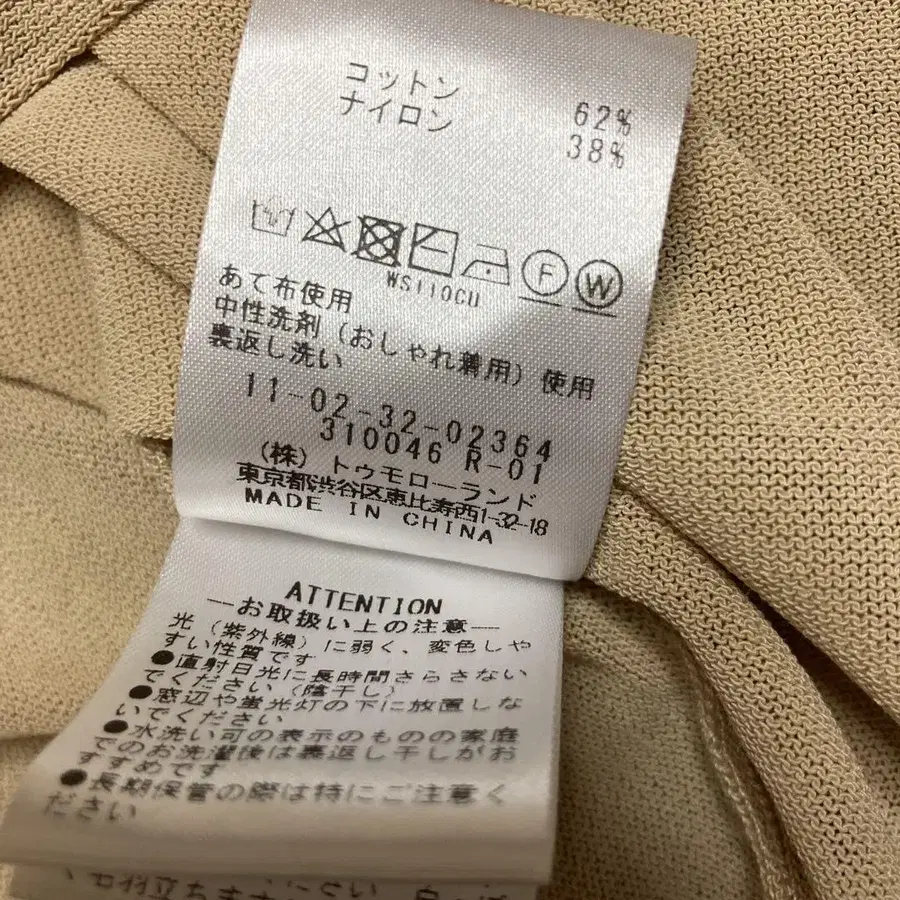 コットン 62%
ナイロン 38%
F W
WS110CU
あて布使用
中性洗剤(おしゃれ着用)使用
裏返し洗い
11-02-32-02364
310046 R-01
(株)トゥモローランド
東京都渋谷区恵比寿西1-32-18
MADE IN CHINA
ATTENTION
―お取扱い上の注意―
光(紫外線)に弱く、変色しや
すい性質です
●直射日光に長時間さらさない
でください(陰干し)
●窓辺や蛍光灯の下に放置しな
いでください
●水洗い可の表示のものの家庭
でのお洗濯後は裏返し干しがお
すすめです
●長期保管の際は特にご注意く
ださい